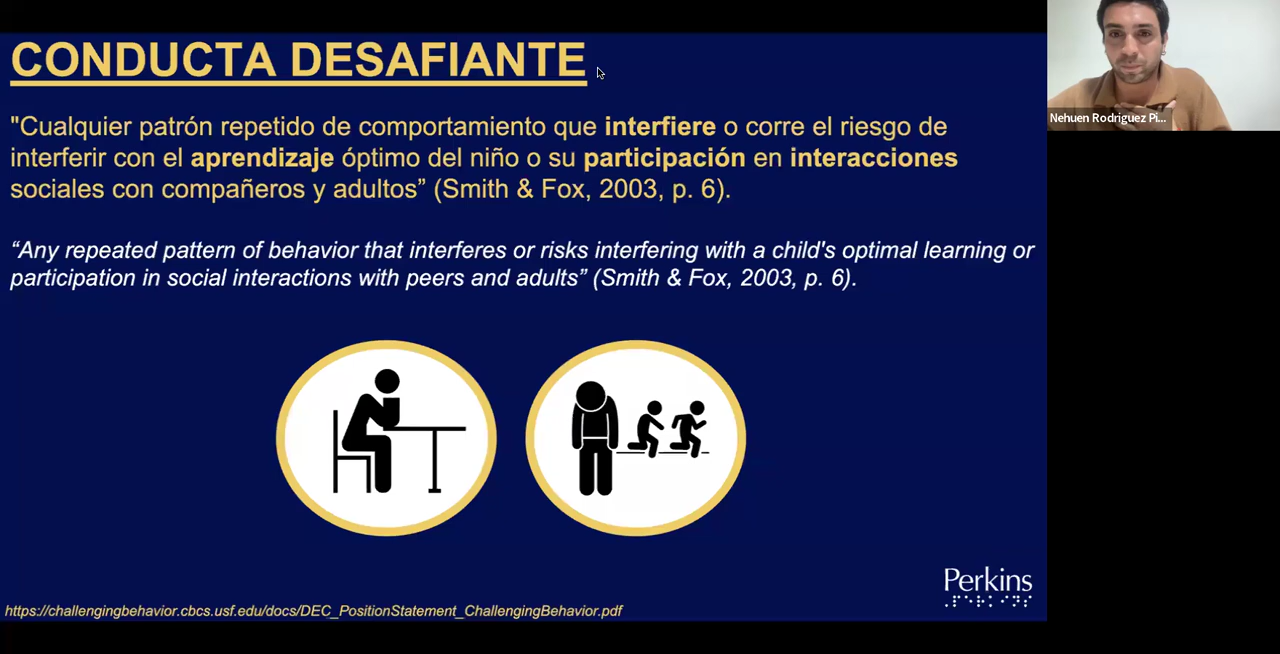 CONDUCTA DESAFIANTE
"Cualquier patrón repetido de comportamiento que interfiere o corre el riesgo de
interferir con el aprendizaje óptimo del niño o su participación en interacciones
sociales con compañeros y adultos” (Smith & Fox, 2003, p. 6).
“Any repeated pattern of behavior that interferes or risks interfering with a child's optimal learning or
participation in social interactions with peers and adults” (Smith & Fox, 2003, p. 6).
Nehuen Rodriguez Pi...
Perkins
https://challengingbehavior.cbcs.usf.edu/docs/DEC_PositionStatement_ChallengingBehavior.pdf